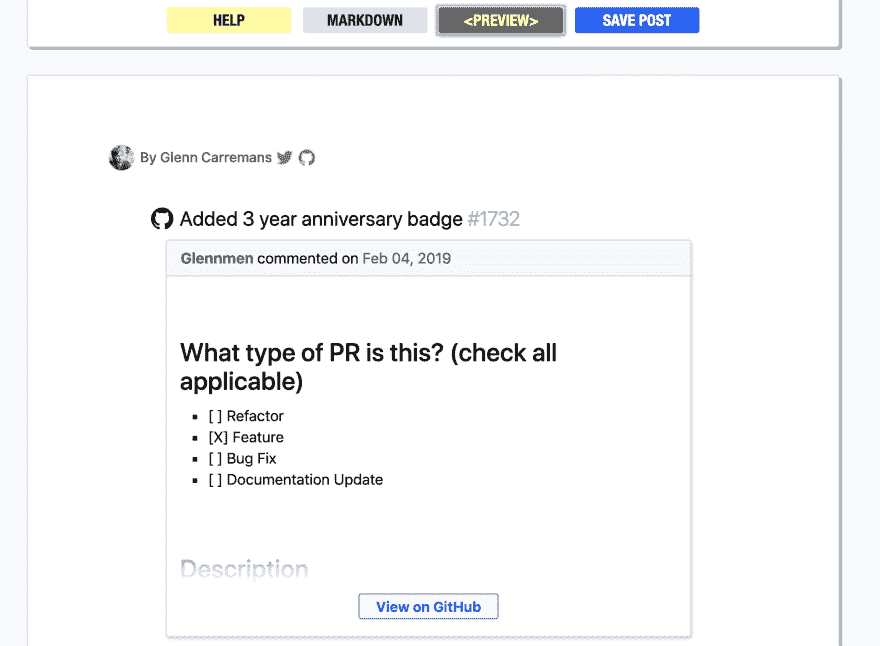 HELP MARKDOWN <PREVIEW> SAVE POST
By Glenn Carremans
Added 3 year anniversary badge #1732
Glennmen commented on Feb 04, 2019
What type of PR is this? (check all
applicable)
[ ] Refactor
[X] Feature
[ ] Bug Fix
[ ] Documentation Update
Description
View on GitHub